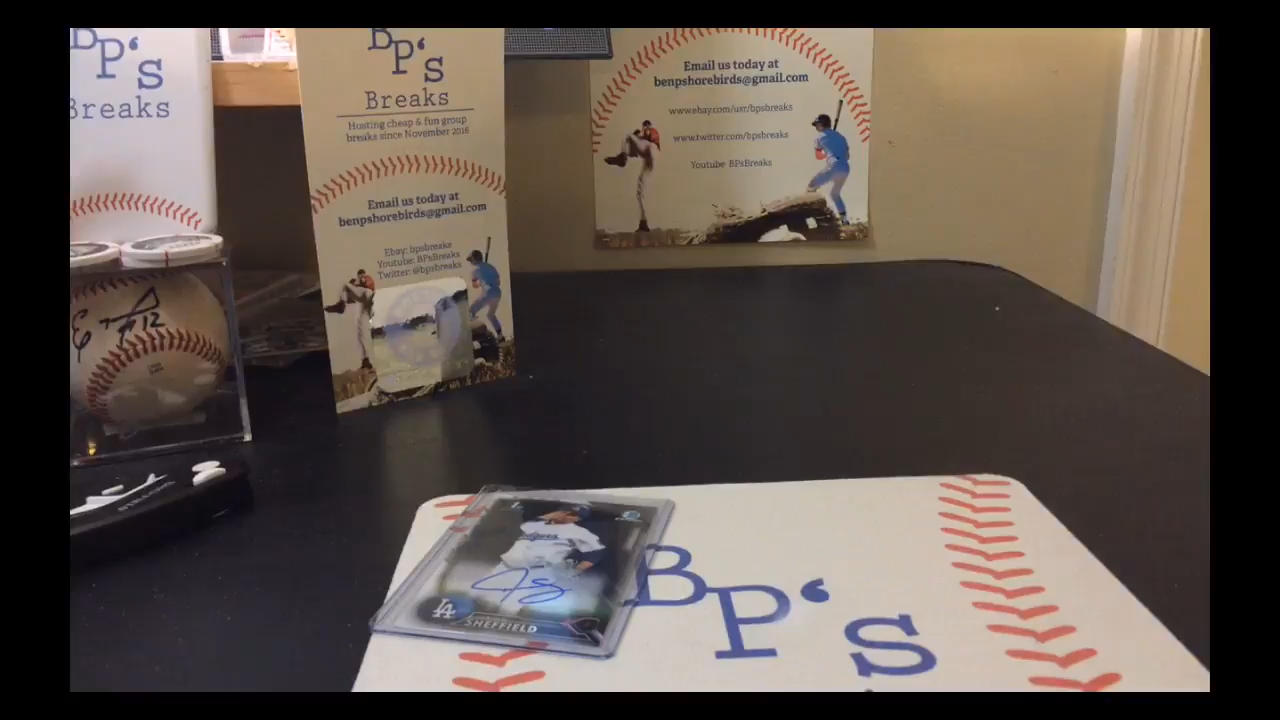 BP's
Breaks
BP's
Breaks
Hosting cheap & fun group
breaks since November 2016
Email us today at
benpshorebirds@gmail.com
Ebay: bpsbreaks
Youtube: BPsBreaks
Twitter: @bpsbreaks
Email us today at
benpshorebirds@gmail.com
www.ebay.com/usr/bpsbreaks
www.twitter.com/bpsbreaks
Youtube: BPsBreaks
#12
LA
SHEFFIELD
BP's